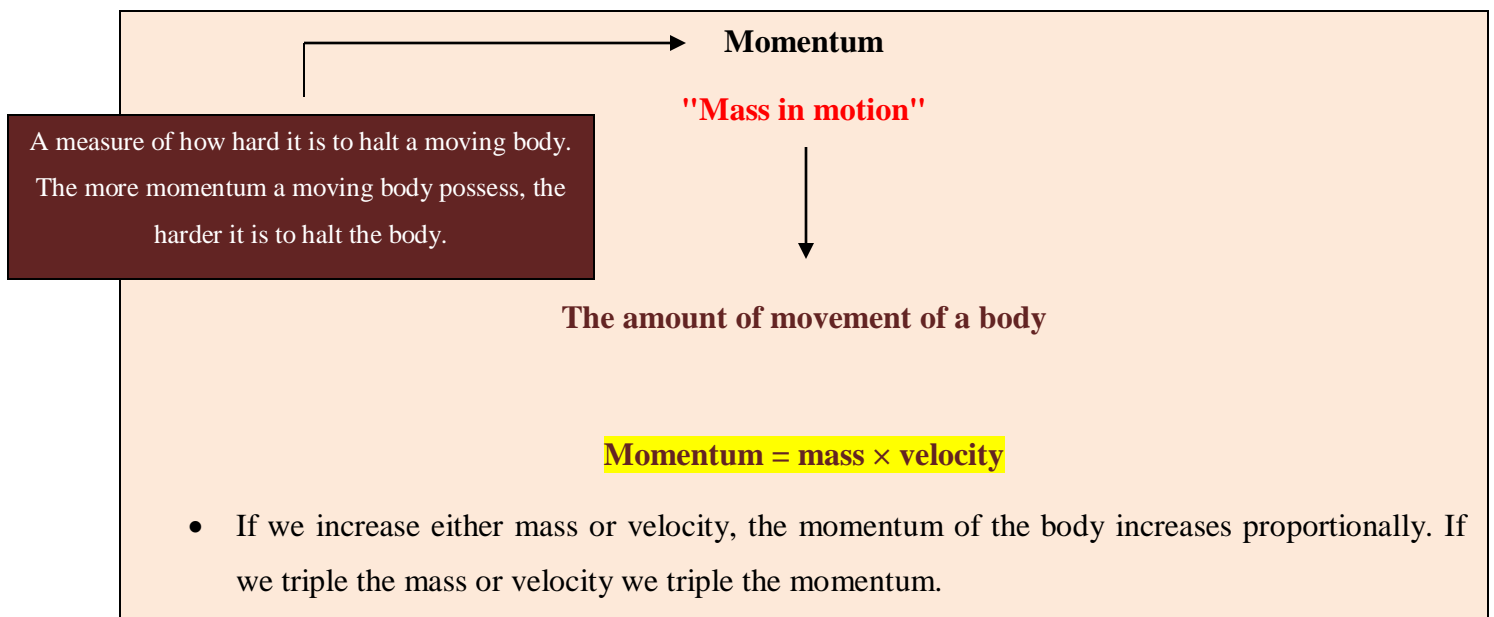 Momentum
"Mass in motion"
A measure of how hard it is to halt a moving body.
The more momentum a moving body possess, the
harder it is to halt the body.
The amount of movement of a body
Momentum = mass × velocity
• If we increase either mass or velocity, the momentum of the body increases proportionally. If
we triple the mass or velocity we triple the momentum.